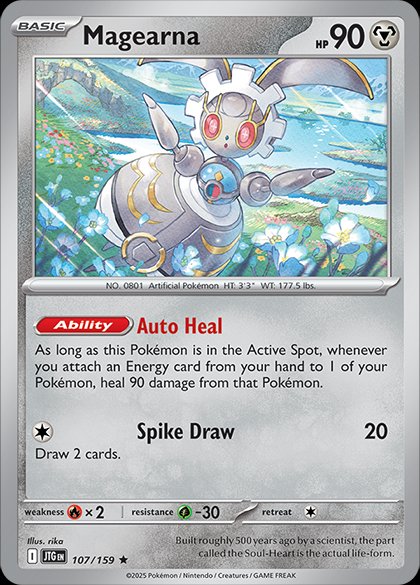 BASIC
Magearna
HP 90
NO. 0801 Artificial Pokémon HT: 3'3" WT: 177.5 lbs.
Ability Auto Heal
As long as this Pokémon is in the Active Spot, whenever
you attach an Energy card from your hand to 1 of your
Pokémon, heal 90 damage from that Pokémon.
Spike Draw 20
Draw 2 cards.
weakness × 2 resistance -30 retreat
Illus. rika
I JTG EN 107/159
Built roughly 500 years ago by a scientist, the part
called the Soul-Heart is the actual life-form.
©2025 Pokémon / Nintendo / Creatures / GAME FREAK